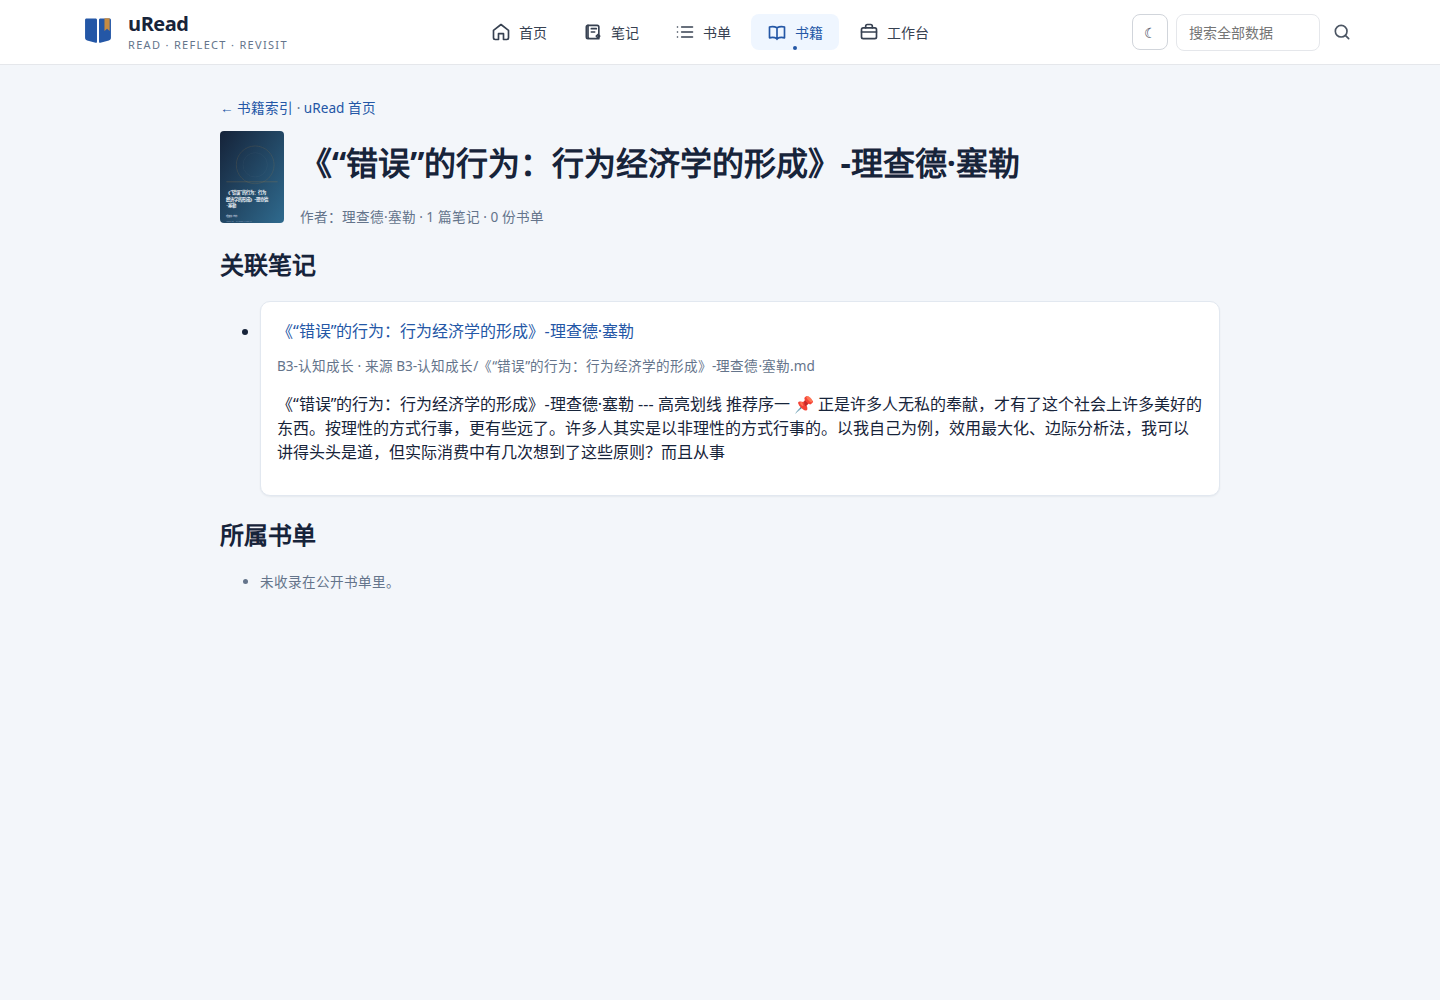 uRead
READ · REFLECT · REVISIT
首页
笔记
书单
书籍
工作台
搜索全部数据
← 书籍索引 · uRead 首页
《“错误”的行为：行为经济学的形成》-理查德·塞勒
作者：理查德·塞勒 · 1 篇笔记 · 0 份书单
关联笔记
《“错误”的行为：行为经济学的形成》-理查德·塞勒
B3-认知成长 · 来源 B3-认知成长/《“错误”的行为：行为经济学的形成》-理查德·塞勒.md
《“错误”的行为：行为经济学的形成》-理查德·塞勒 --- 高亮划线 推荐序一 📌 正是许多人无私的奉献，才有了这个社会上许多美好的
东西。按理性的方式行事，更有些远了。许多人其实是以非理性的方式行事的。以我自己为例，效用最大化、边际分析法，我可以
讲得头头是道，但实际消费中有几次想到了这些原则？而且从事
所属书单
未收录在公开书单里。